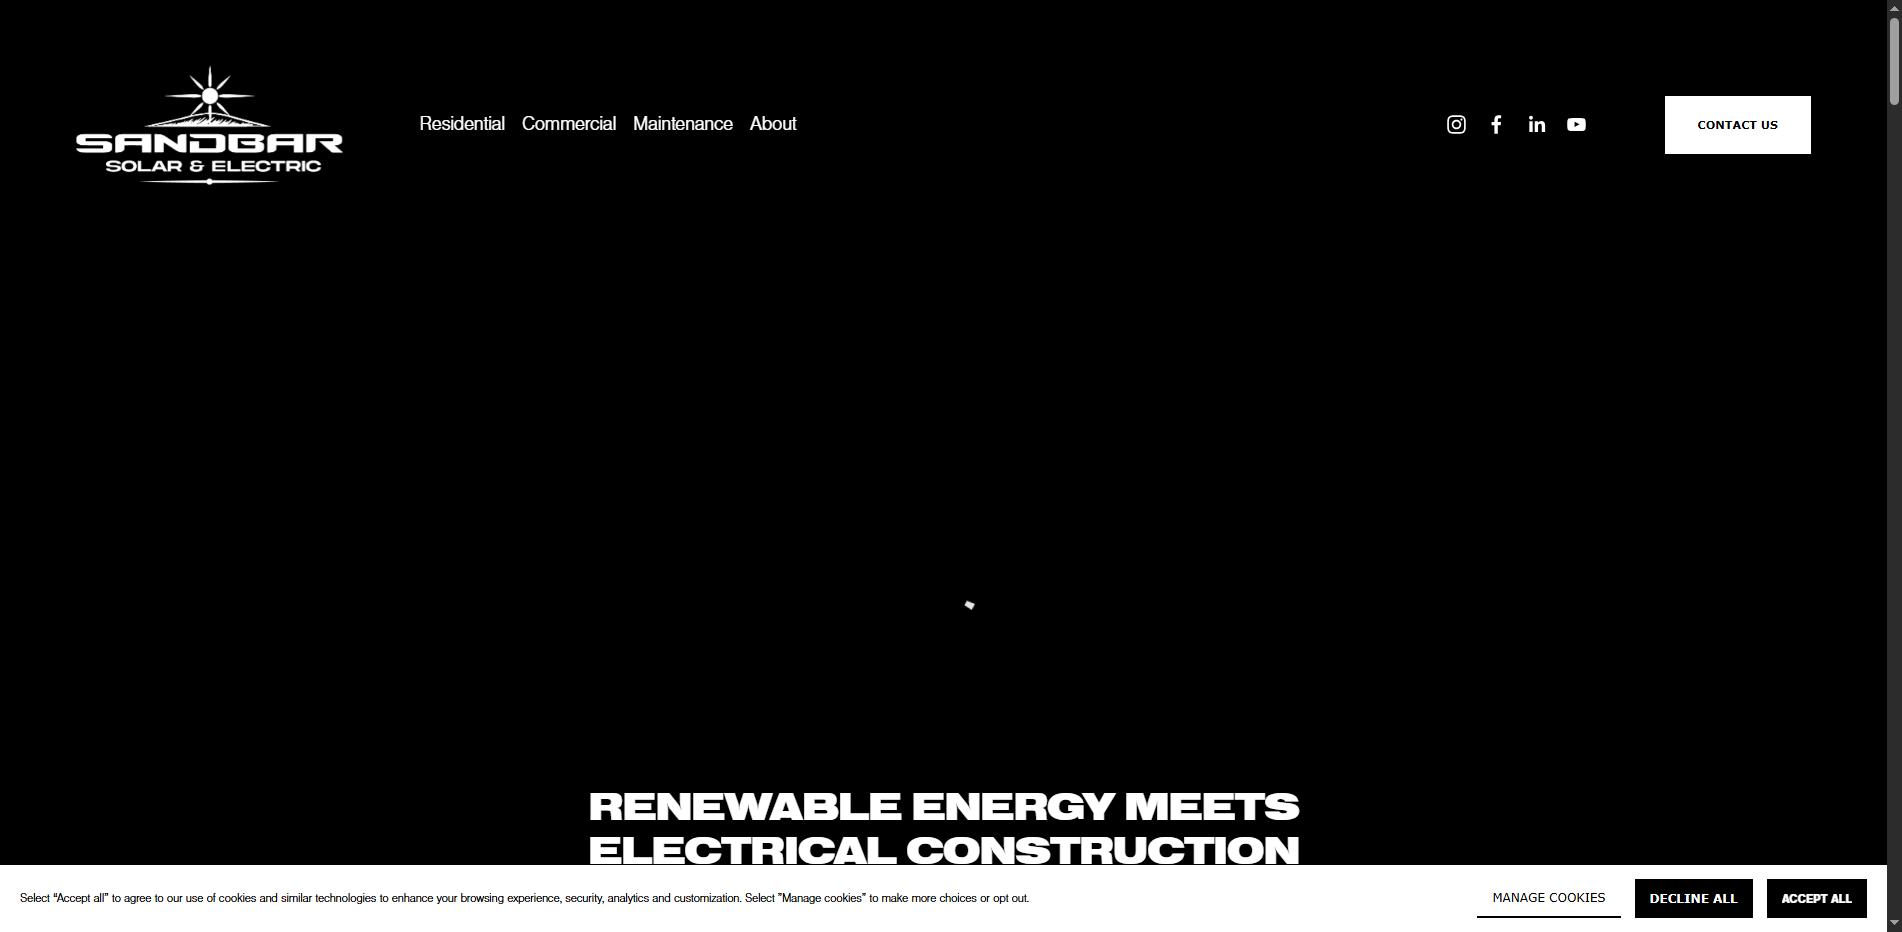 SANDBAR
SOLAR & ELECTRIC
Residential Commercial Maintenance About
CONTACT US
RENEWABLE ENERGY MEETS
ELECTRICAL CONSTRUCTION
Select “Accept all” to agree to our use of cookies and similar technologies to enhance your browsing experience, security, analytics and customization. Select ”Manage cookies” to make more choices or opt out.
MANAGE COOKIES
DECLINE ALL
ACCEPT ALL